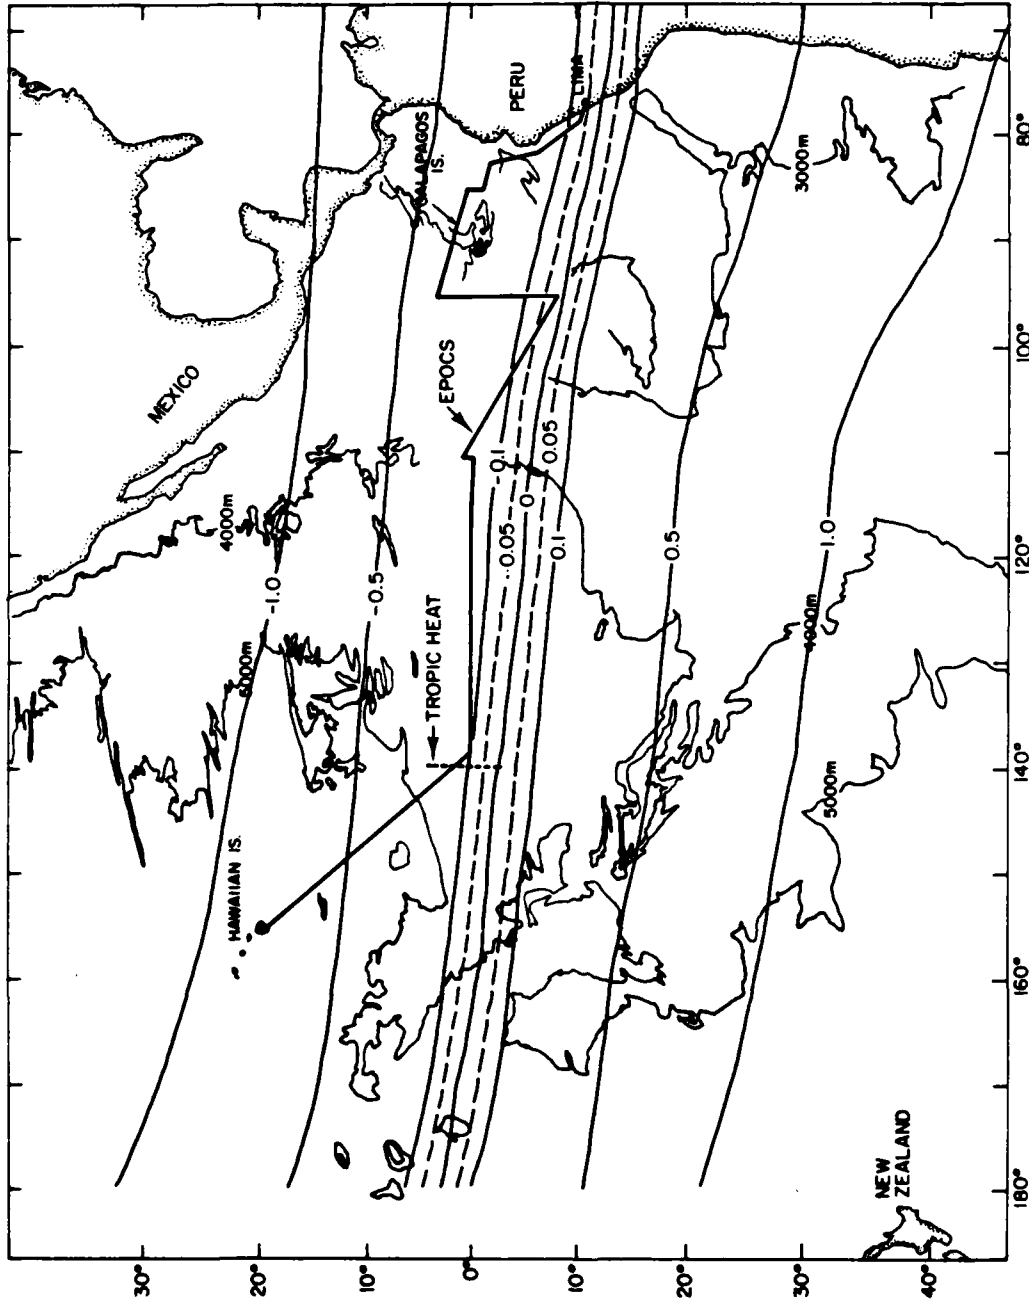 MEXICO
4000m
HAWAIIAN IS.
5000m
-1.0
-0.5
TROPIC HEAT
EPOCS
GALAPAGOS
IS.
PERU
LIMA
-0.1
-0.05
0
0.05
0.1
0.5
3000m
4000m
1.0
5000m
NEW
ZEALAND
30°
20°
10°
0°
10°
20°
30°
40°
180°
160°
140°
120°
100°
80°